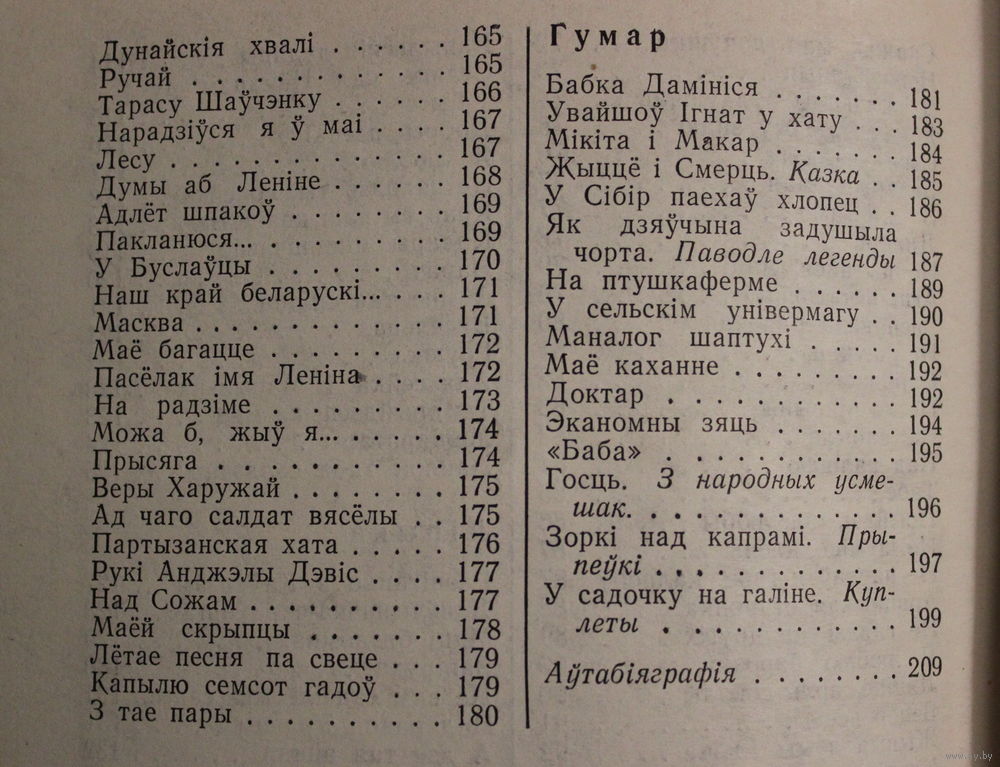 Дунайскія хвалі . . . . . . 165
Ручай . . . . . . . . . . . 165
Тарасу Шаўчэнку . . . . . . 166
Нарадзіўся я ў маі . . . . 167
Лесу . . . . . . . . . . . . 167
Думы аб Леніне . . . . . . 168
Адлёт шпакоў . . . . . . . . 169
Пакланюся... . . . . . . . . 169
У Буслаўцы . . . . . . . . . 170
Наш край беларускі... . . . 171
Масква . . . . . . . . . . . 171
Маё багацце . . . . . . . . 172
Пасёлак імя Леніна . . . . 172
На радзіме . . . . . . . . . 173
Можа б, жыў я... . . . . . 174
Прысяга . . . . . . . . . . 174
Веры Харужай . . . . . . . . 175
Ад чаго салдат вясёлы . . 175
Партызанская хата . . . . . 176
Рукі Анджэлы Дэвіс . . . . 177
Над Сожам . . . . . . . . . 177
Маёй скрыпцы . . . . . . . 178
Лётае песня па свеце . . . 179
Капылю семсот гадоў . . . 179
З тае пары . . . . . . . . . 180
Гумар
Бабка Дамініся . . . . . . . 181
Увайшоў Ігнат у хату . . . 183
Мікіта і Макар . . . . . . . 184
Жыццё і Смерць. Казка . . 185
У Сібір паехаў хлопец . . 186
Як дзяўчына задушыла
чорта. Паводле легенды 187
На птушкаферме . . . . . . 189
У сельскім універмагу . . 190
Маналог шаптухі . . . . . 191
Маё каханне . . . . . . . . 192
Доктар . . . . . . . . . . . 192
Эканомны зяць . . . . . . . 194
«Баба» . . . . . . . . . . . 195
Госць. З народных усме-
шак. . . . . . . . . . . . . 196
Зоркі над капрамі. Пры-
пеўкі . . . . . . . . . . . . 197
У садочку на галіне. Куп-
леты . . . . . . . . . . . . 199
Аўтабіяграфія . . . . . . . . 209